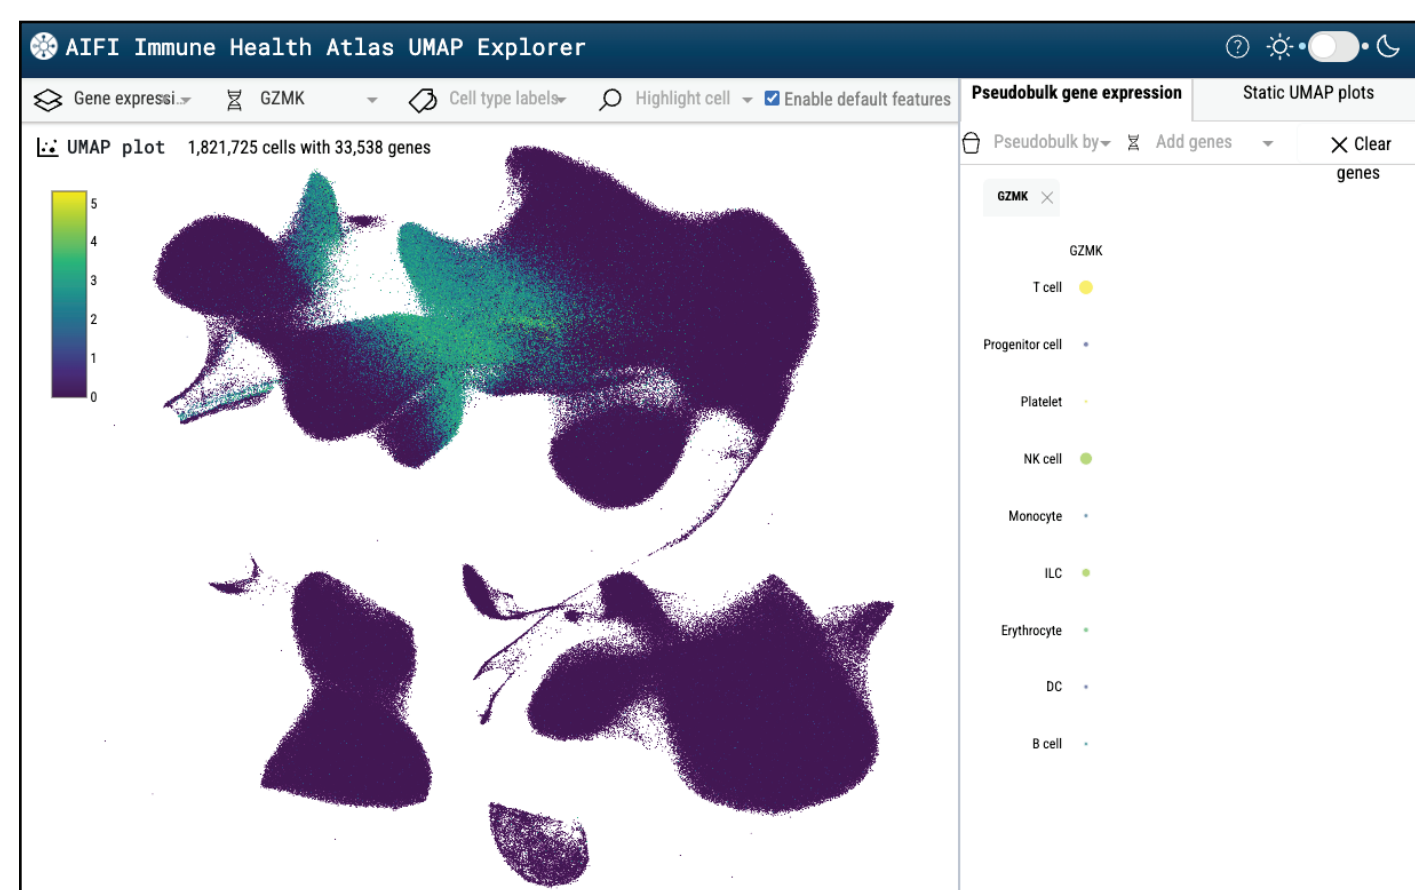 AIFI Immune Health Atlas UMAP Explorer
?
Gene expressi...
GZMK
Cell type labels
Highlight cell
Enable default features
Pseudobulk gene expression
Static UMAP plots
UMAP plot 1,821,725 cells with 33,538 genes
Pseudobulk by
Add genes
Clear
genes
GZMK
5
4
3
2
1
0
GZMK
T cell
Progenitor cell
Platelet
NK cell
Monocyte
ILC
Erythrocyte
DC
B cell